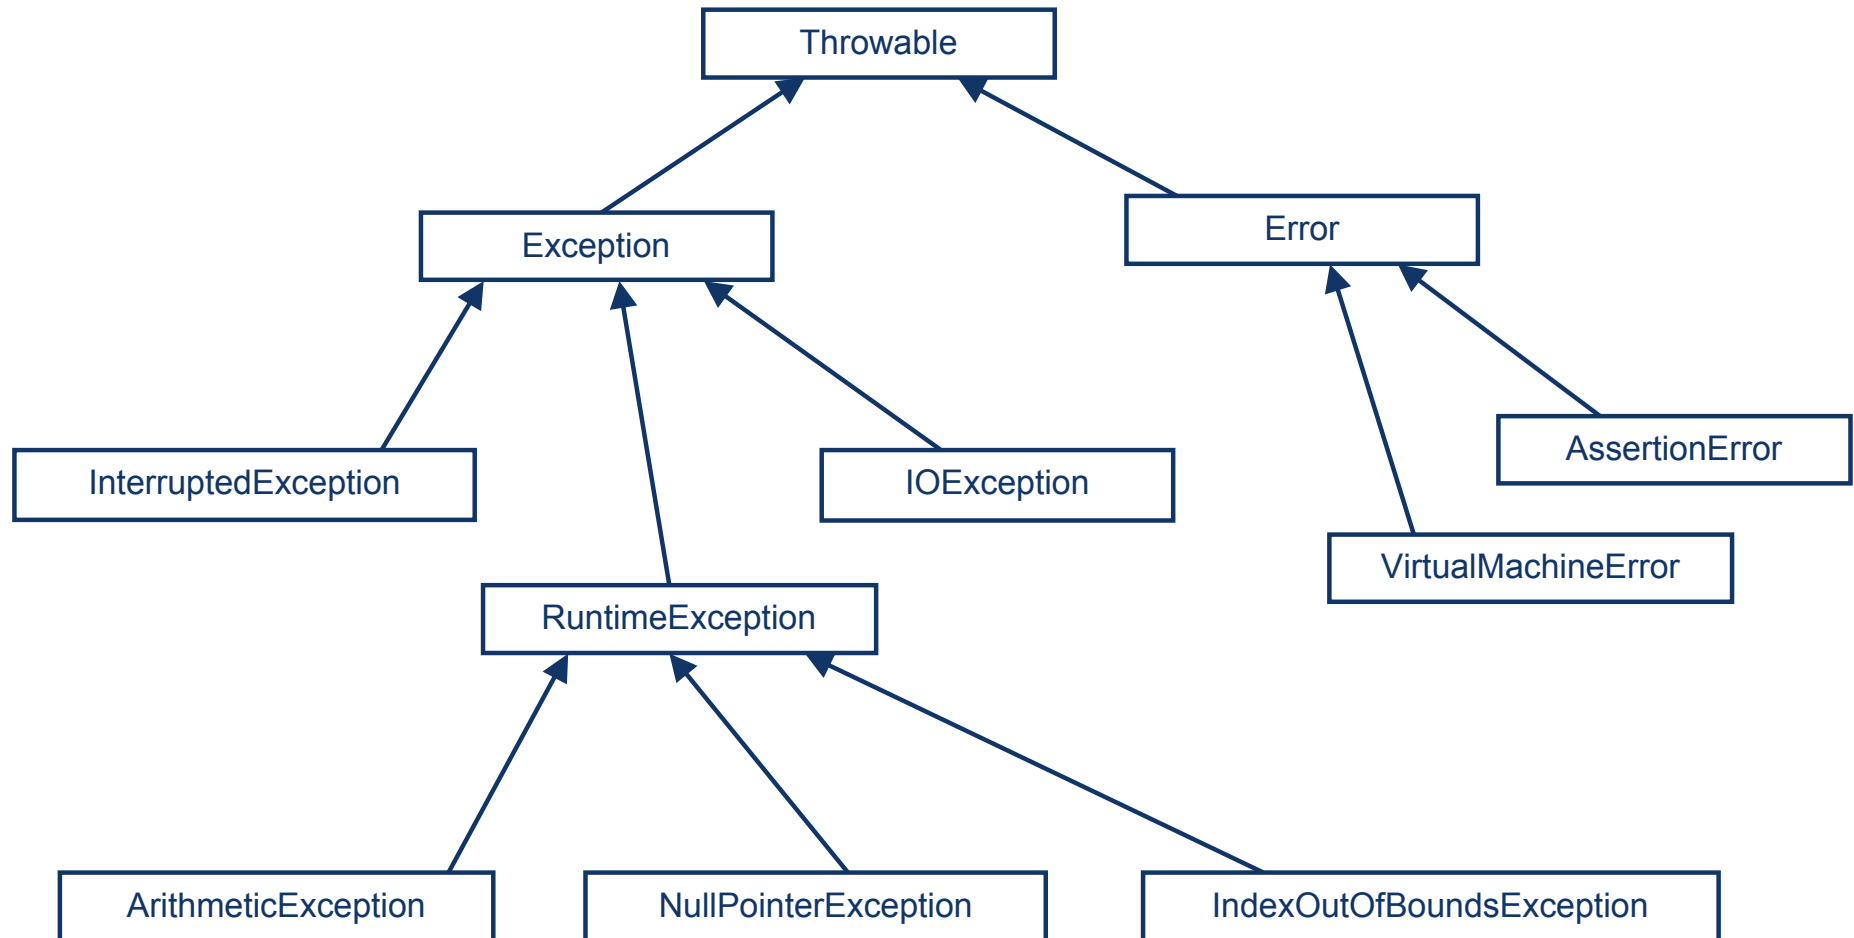 Throwable
Exception
Error
InterruptedException
IOException
AssertionError
VirtualMachineError
RuntimeException
ArithmeticException
NullPointerException
IndexOutOfBoundsException